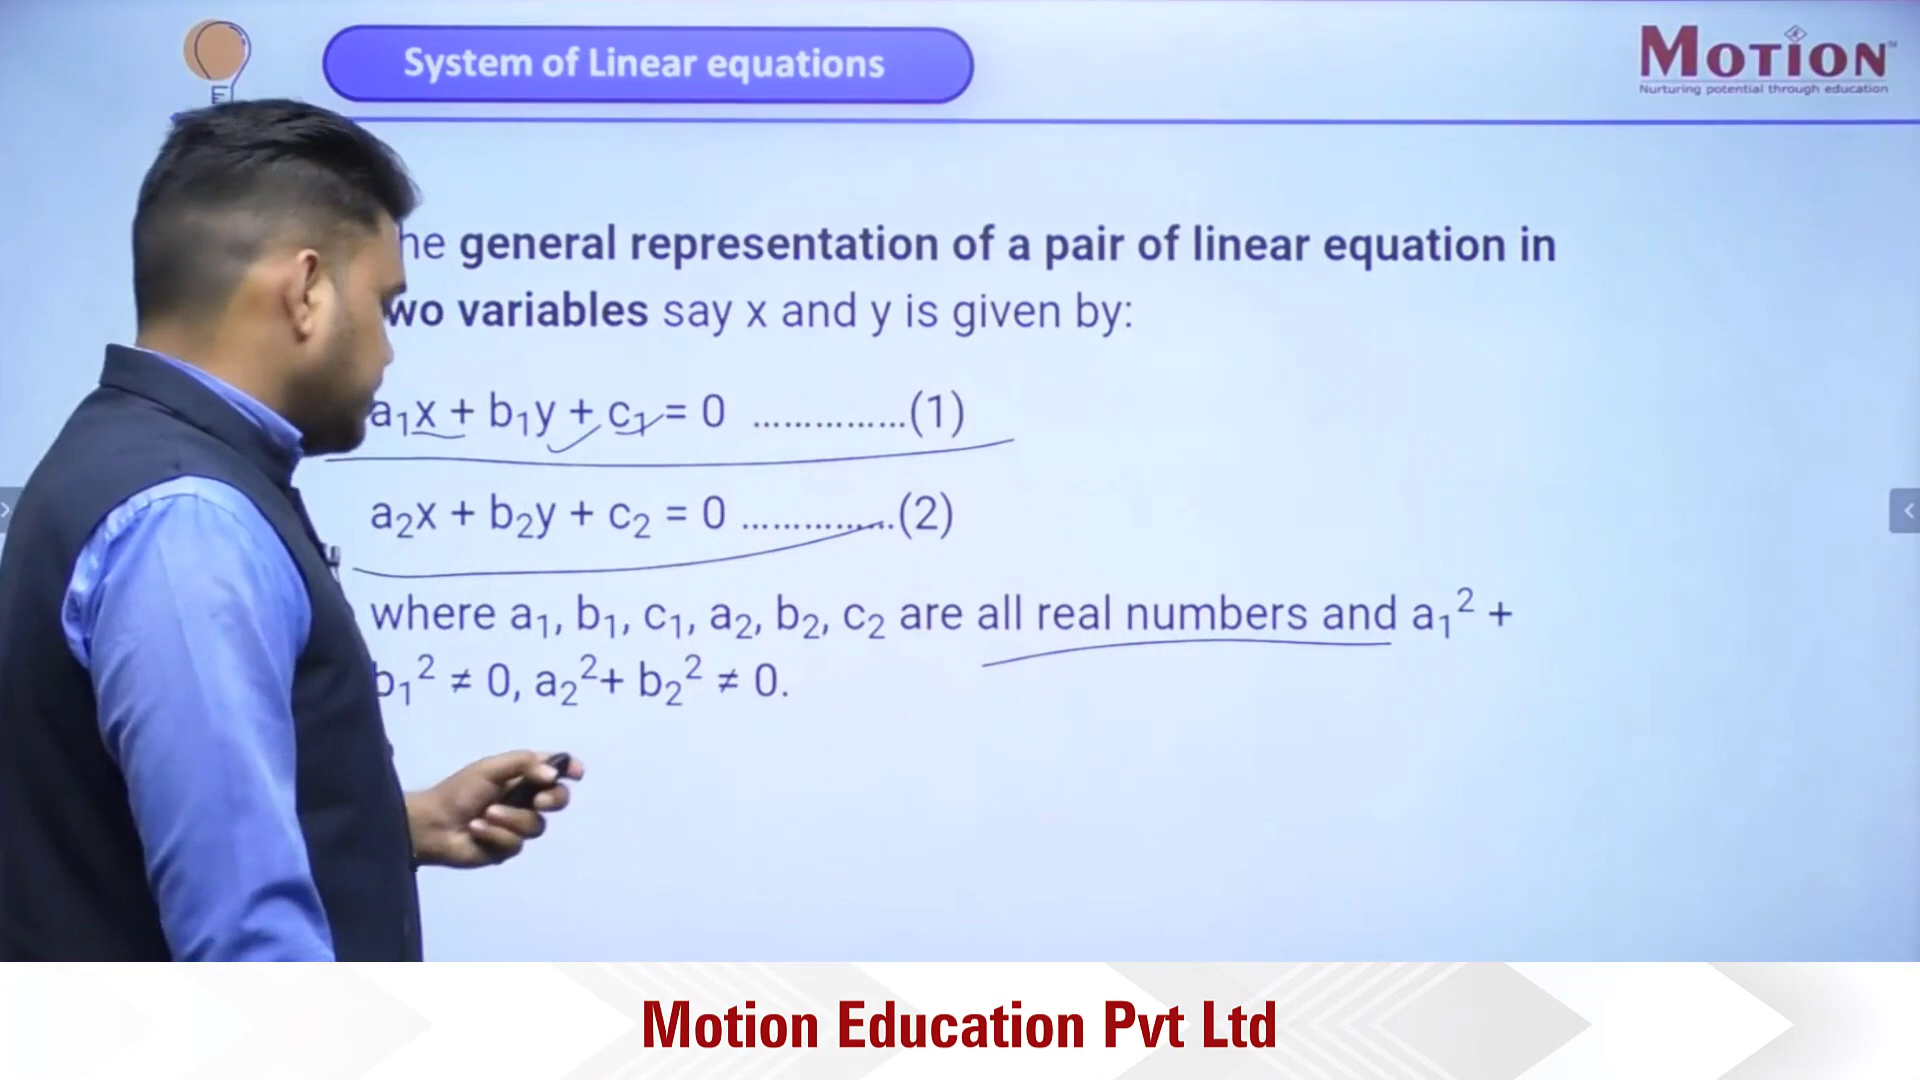 System of Linear equations
MOTION™
Nurturing potential through education
he general representation of a pair of linear equation in
wo variables say x and y is given by:
a₁x + b₁y + c₁ = 0 ...............(1)
a₂x + b₂y + c₂ = 0 ...............(2)
where a₁, b₁, c₁, a₂, b₂, c₂ are all real numbers and a₁² +
b₁² ≠ 0, a₂²+ b₂² ≠ 0.
Motion Education Pvt Ltd